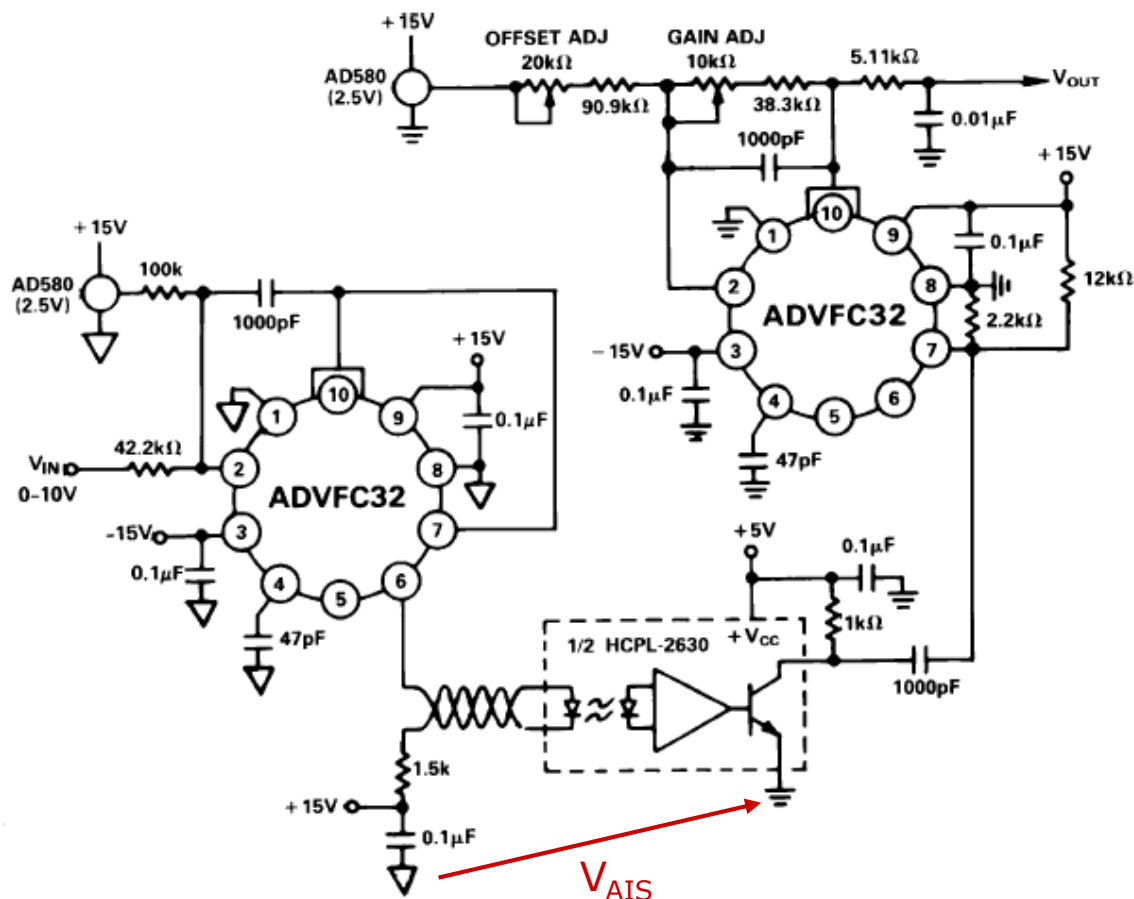 +15V
AD580
(2.5V)
OFFSET ADJ
20kΩ
90.9kΩ
GAIN ADJ
10kΩ
38.3kΩ
5.11kΩ
VOUT
0.01μF
1000pF
+15V
10
1
9
2
8
ADVFC32
3
7
4
5
6
0.1μF
12kΩ
2.2kΩ
-15V
0.1μF
47pF
+15V
AD580
(2.5V)
100k
1000pF
+15V
0.1μF
10
1
9
42.2kΩ
VIN
0-10V
2
8
ADVFC32
3
7
4
5
6
-15V
0.1μF
47pF
+5V
0.1μF
1kΩ
1/2 HCPL-2630
+VCC
1000pF
1.5k
+15V
0.1μF
VAIS